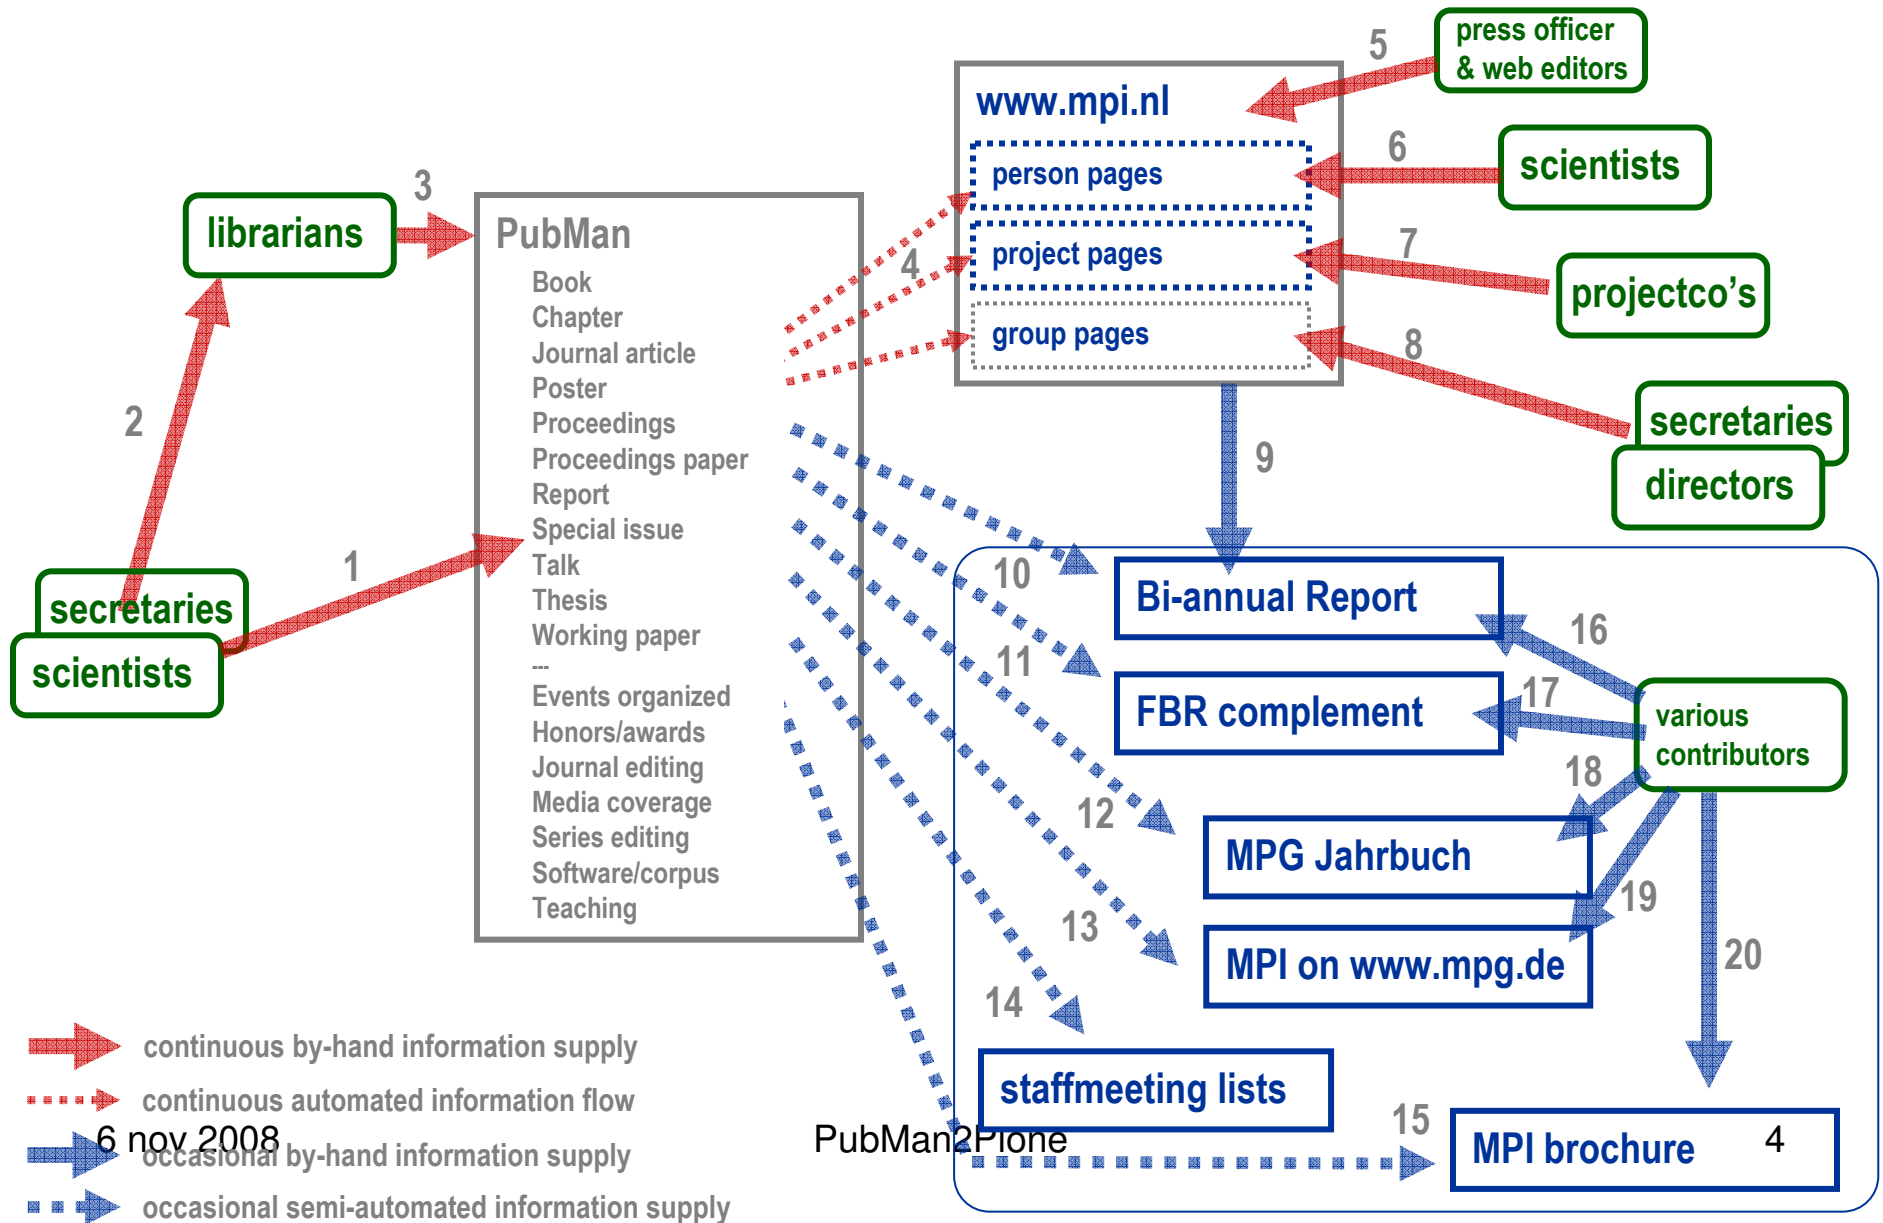 press officer
& web editors
5
www.mpi.nl
person pages
6
scientists
project pages
7
projectco's
group pages
8
secretaries
directors
4
3
librarians
PubMan
Book
Chapter
Journal article
Poster
Proceedings
Proceedings paper
Report
Special issue
Talk
Thesis
Working paper
---
Events organized
Honors/awards
Journal editing
Media coverage
Series editing
Software/corpus
Teaching
2
1
secretaries
scientists
9
10
Bi-annual Report
16
11
FBR complement
17
various
contributors
18
12
MPG Jahrbuch
19
13
MPI on www.mpg.de
20
14
staffmeeting lists
15
MPI brochure
continuous by-hand information supply
continuous automated information flow
occasional by-hand information supply
occasional semi-automated information supply
6 nov 2008
PubMan2Plone
4